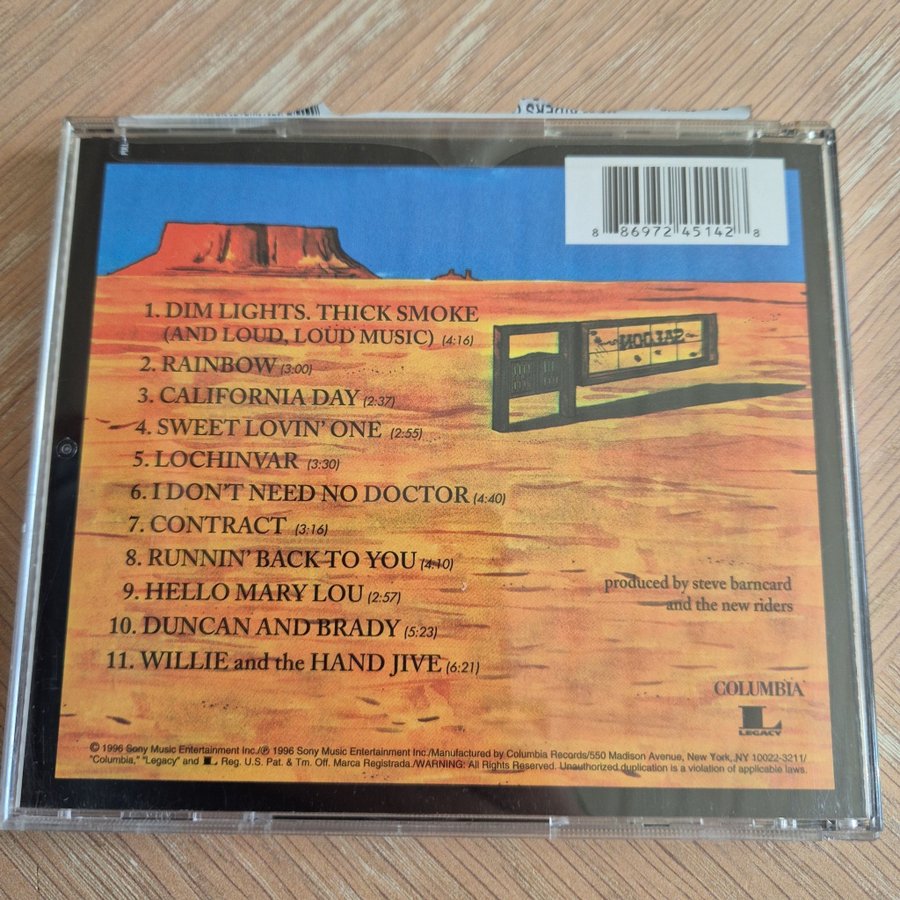 RIDERS
8 86972 45142 8
1. DIM LIGHTS. THICK SMOKE
(AND LOUD, LOUD MUSIC) (4:16)
2. RAINBOW (3:00)
3. CALIFORNIA DAY (2:37)
4. SWEET LOVIN' ONE (2:55)
5. LOCHINVAR (3:30)
6. I DON'T NEED NO DOCTOR (4:40)
7. CONTRACT (3:16)
8. RUNNIN' BACK TO YOU (4:10)
9. HELLO MARY LOU (2:57)
10. DUNCAN AND BRADY (5:23)
11. WILLIE and the HAND JIVE (6:21)
SALOON
produced by steve barncard
and the new riders
COLUMBIA
L
LEGACY
© 1996 Sony Music Entertainment Inc./℗ 1996 Sony Music Entertainment Inc./Manufactured by Columbia Records/550 Madison Avenue, New York, NY 10022-3211/
"Columbia," "Legacy" and L Reg. U.S. Pat. & Tm. Off. Marca Registrada./WARNING: All Rights Reserved. Unauthorized duplication is a violation of applicable laws.